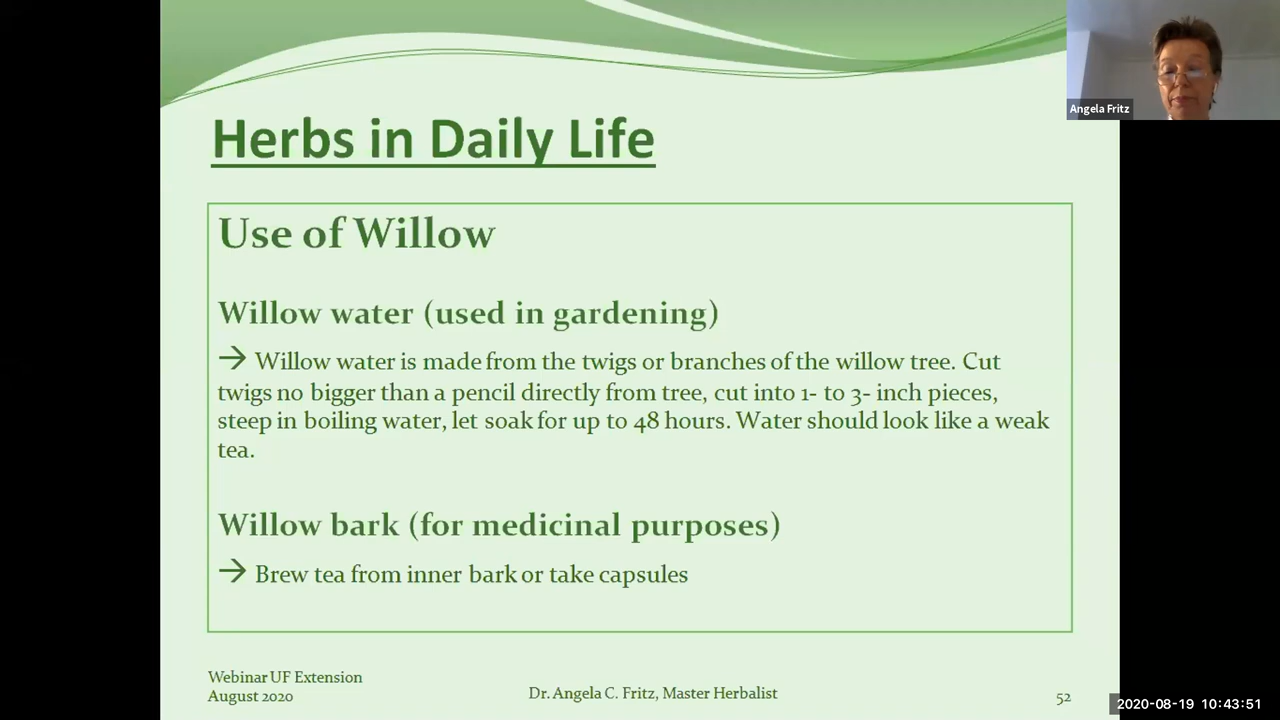 Angela Fritz
Herbs in Daily Life
Use of Willow
Willow water (used in gardening)
→ Willow water is made from the twigs or branches of the willow tree. Cut
twigs no bigger than a pencil directly from tree, cut into 1- to 3- inch pieces,
steep in boiling water, let soak for up to 48 hours. Water should look like a weak
tea.
Willow bark (for medicinal purposes)
→ Brew tea from inner bark or take capsules
Webinar UF Extension
August 2020
Dr. Angela C. Fritz, Master Herbalist
52
2020-08-19 10:43:51